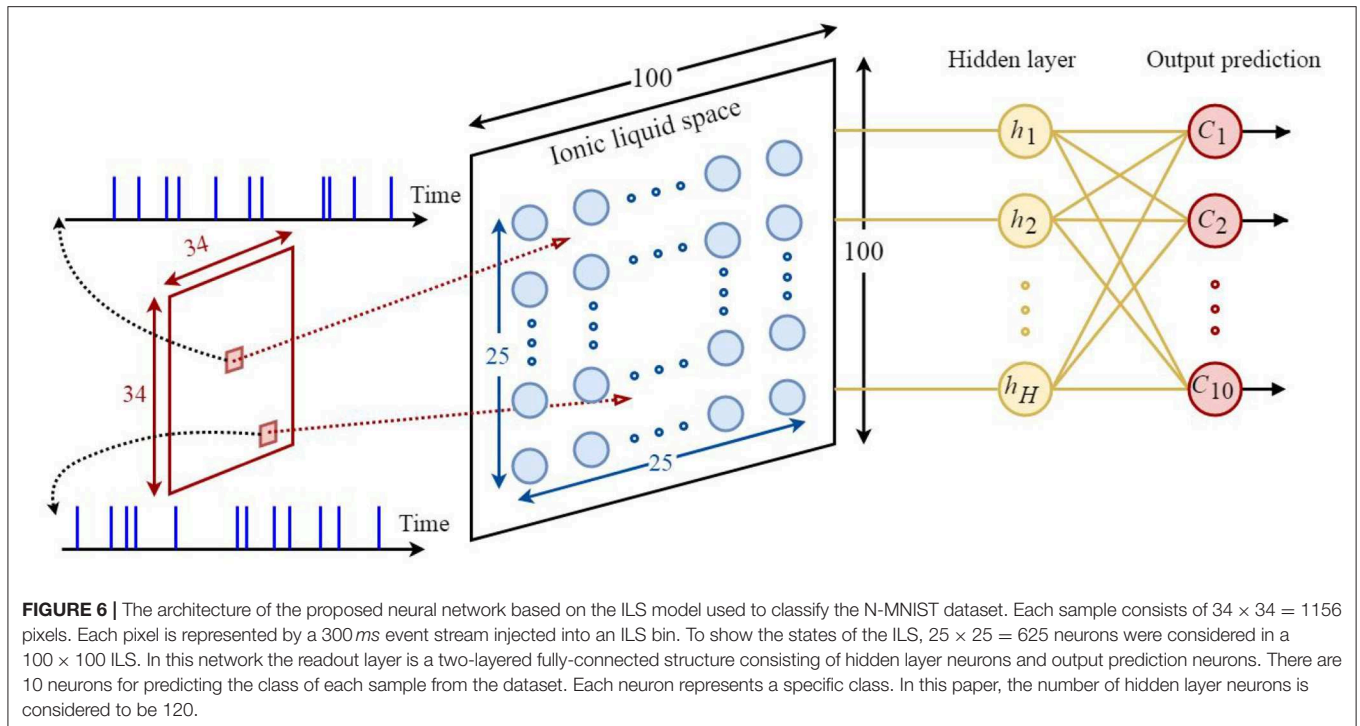 100
Ionic liquid space
100
25
25
Time
34
34
Time
Hidden layer
Output prediction
h1
h2
hH
C1
C2
C10
FIGURE 6 | The architecture of the proposed neural network based on the ILS model used to classify the N-MNIST dataset. Each sample consists of 34 × 34 = 1156
pixels. Each pixel is represented by a 300 ms event stream injected into an ILS bin. To show the states of the ILS, 25 × 25 = 625 neurons were considered in a
100 × 100 ILS. In this network the readout layer is a two-layered fully-connected structure consisting of hidden layer neurons and output prediction neurons. There are
10 neurons for predicting the class of each sample from the dataset. Each neuron represents a specific class. In this paper, the number of hidden layer neurons is
considered to be 120.